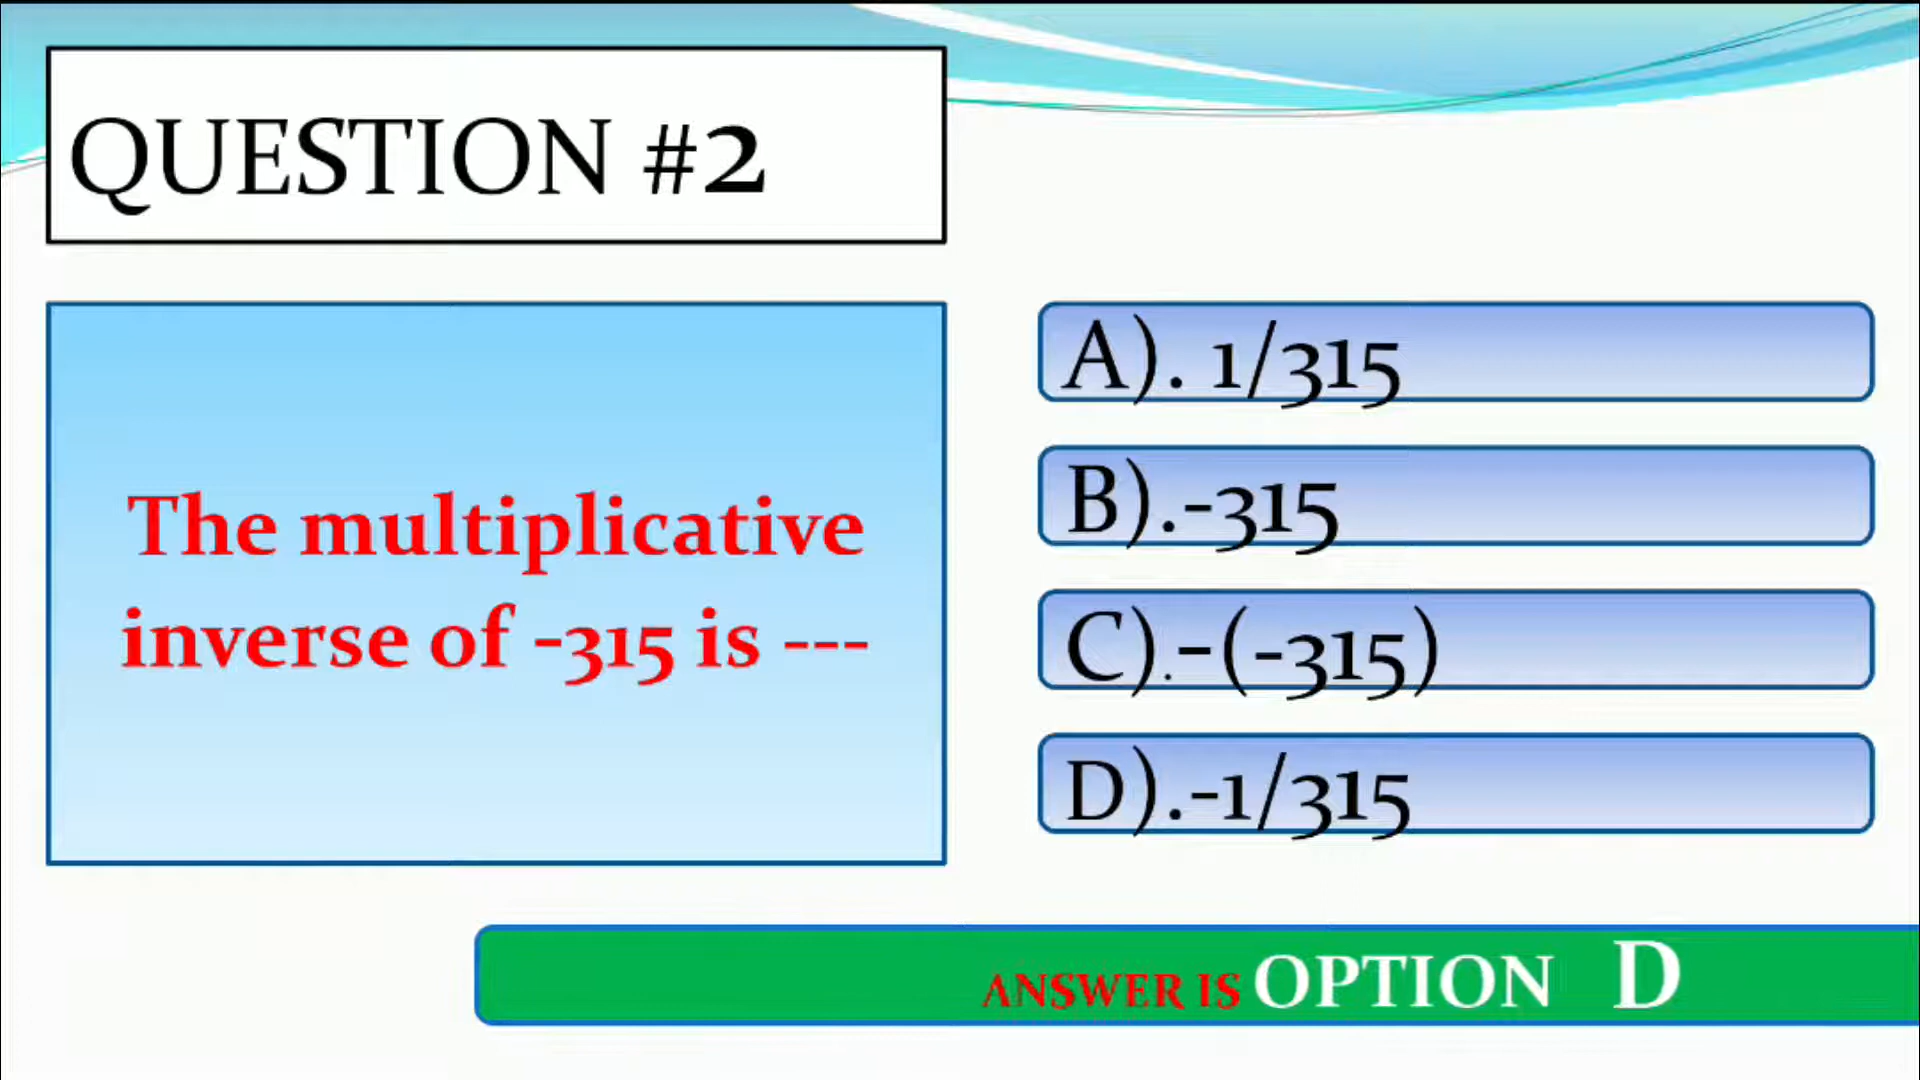 QUESTION #2
The multiplicative
inverse of -315 is ---
A). 1/315
B).-315
C).-(-315)
D).-1/315
ANSWER IS OPTION D